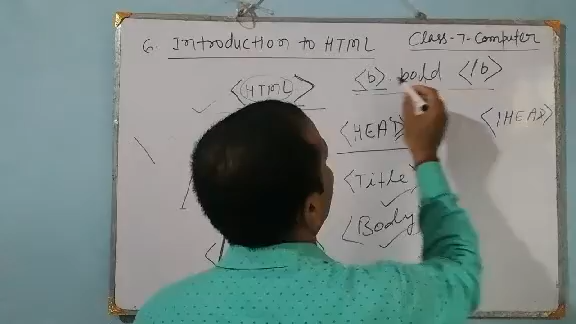 6. Introduction to HTML
Class-7-Computer
<HTML>
<b> bold </b>
<HEAD>
</HEAD>
<Title
<Body